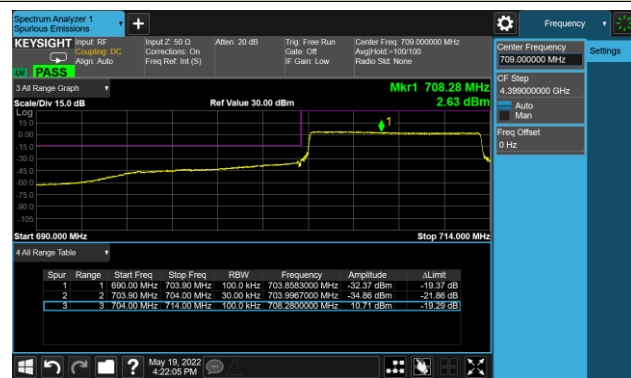 Spectrum Analyzer 1
Spurious Emissions
Frequency
KEYSIGHT
Input: RF
Coupling: DC
Align: Auto
Input Z: 50 Ω
Corrections: On
Freq Ref: Int (S)
Atten: 20 dB
Trig: Free Run
Gate: Off
IF Gain: Low
Center Freq: 709.000000 MHz
Avg|Hold:>100/100
Radio Std: None
PASS
Center Frequency
709.000000 MHz
Settings
CF Step
4.399000000 GHz
Auto
Man
Freq Offset
0 Hz
3 All Range Graph
Mkr1 708.28 MHz
Scale/Div 15.0 dB
Ref Value 30.00 dBm
2.63 dBm
Log
15.0
0.00
-15.0
-30.0
-45.0
-60.0
-75.0
-90.0
-105
1
Start 690.000 MHz
Stop 714.000 MHz
4 All Range Table
Spur Range Start Freq Stop Freq RBW Frequency Amplitude ΔLimit
1 1 690.00 MHz 703.90 MHz 100.0 kHz 703.8583000 MHz -32.37 dBm -19.37 dB
2 2 703.90 MHz 704.00 MHz 30.00 kHz 703.9967000 MHz -34.86 dBm -21.86 dB
3 3 704.00 MHz 714.00 MHz 100.0 kHz 708.2800000 MHz 10.71 dBm -19.29 dB
?
May 19, 2022
4:22:05 PM